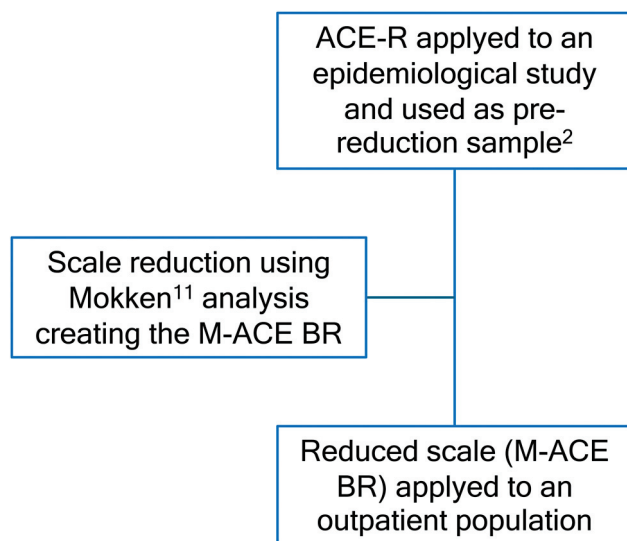 ACE-R applyed to an
epidemiological study
and used as pre-
reduction sample²
Scale reduction using
Mokken¹¹ analysis
creating the M-ACE BR
Reduced scale (M-ACE
BR) applyed to an
outpatient population